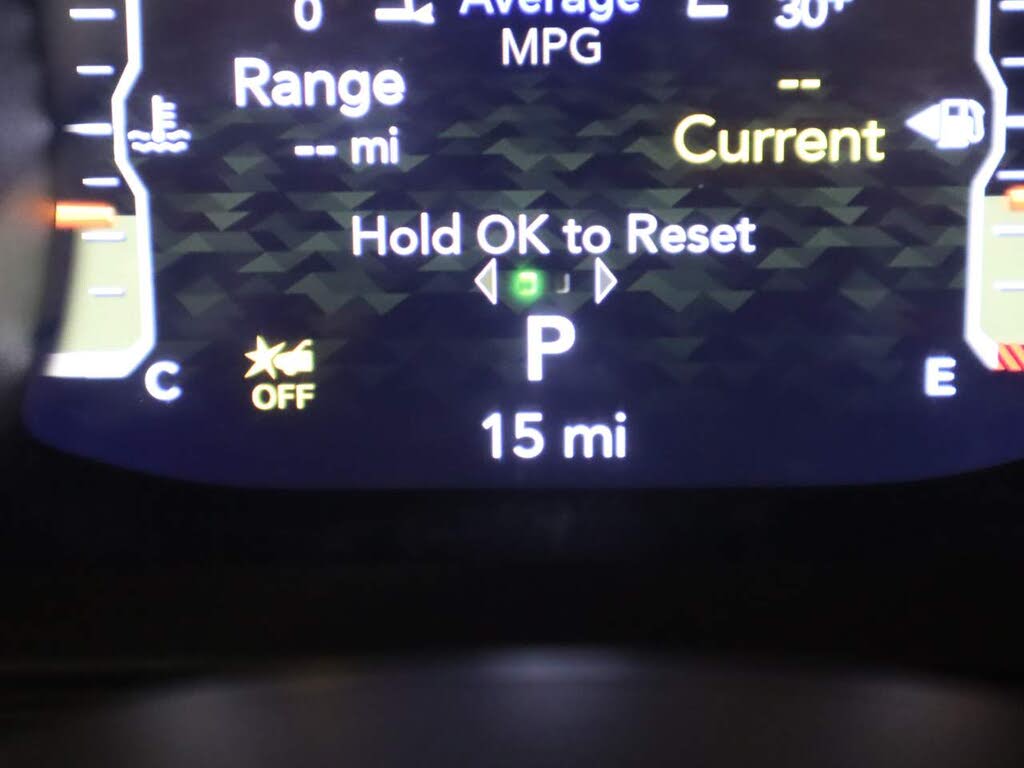 0 Average 30+
MPG
Range --
-- mi Current
Hold OK to Reset
P
C OFF E
15 mi